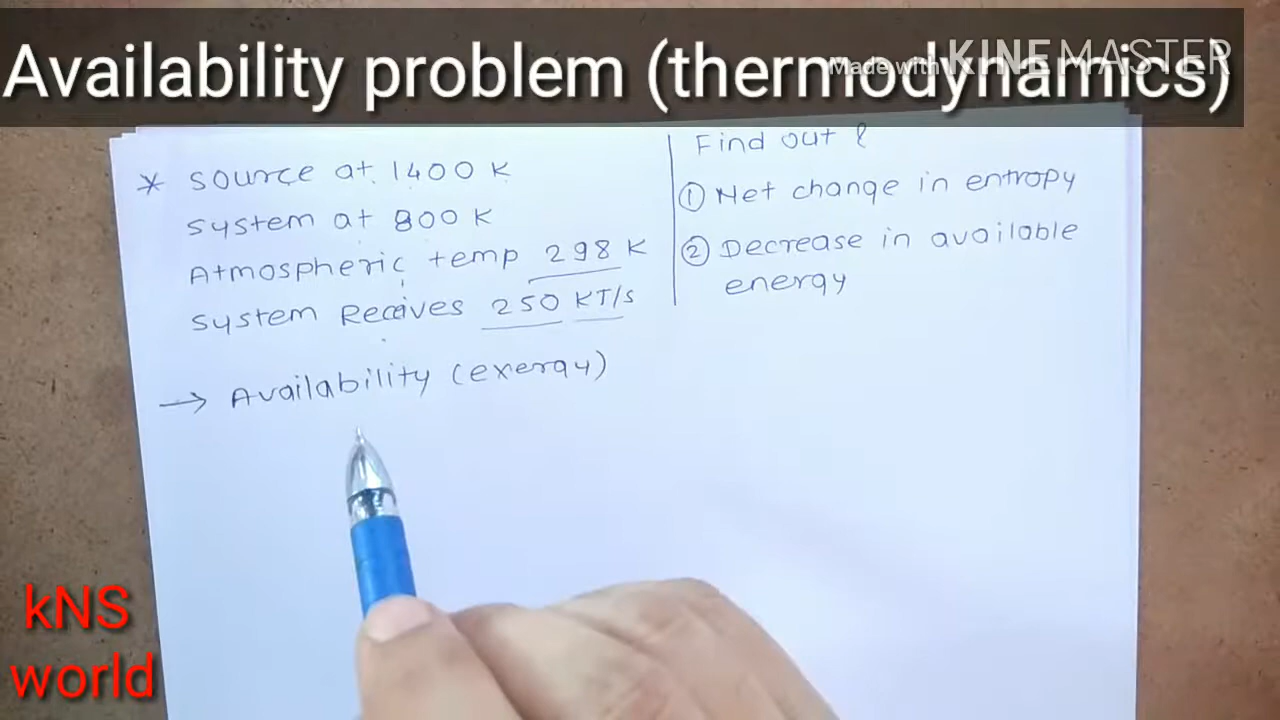 Availability problem (thermodynamics)
Made with KINEMASTER
* Source at 1400 K
System at 800 K
Atmospheric temp 298 K
System Receives 250 KJ/s
→ Availability (exergy)
Find out ?
① Net change in entropy
② Decrease in available
energy
kNS
world